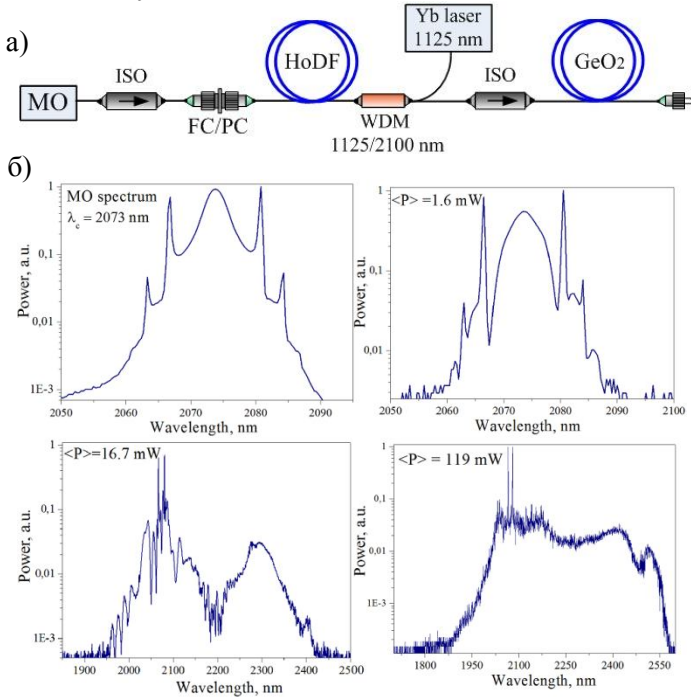 а)
Yb laser
1125 nm
MO
ISO
FC/PC
HoDF
WDM
1125/2100 nm
ISO
GeO2
б)
MO spectrum
λc = 2073 nm
Power, a.u.
1
0,1
0,01
1E-3
2050 2060 2070 2080 2090
Wavelength, nm
<P> =1.6 mW
Power, a.u.
1
0,1
0,01
2050 2060 2070 2080 2090 2100
Wavelength, nm
<P>=16.7 mW
Power, a.u.
1
0,1
0,01
1E-3
1900 2000 2100 2200 2300 2400 2500
Wavelength, nm
<P> = 119 mW
Power, a.u.
1
0,1
0,01
1E-3
1800 1950 2100 2250 2400 2550
Wavelength, nm